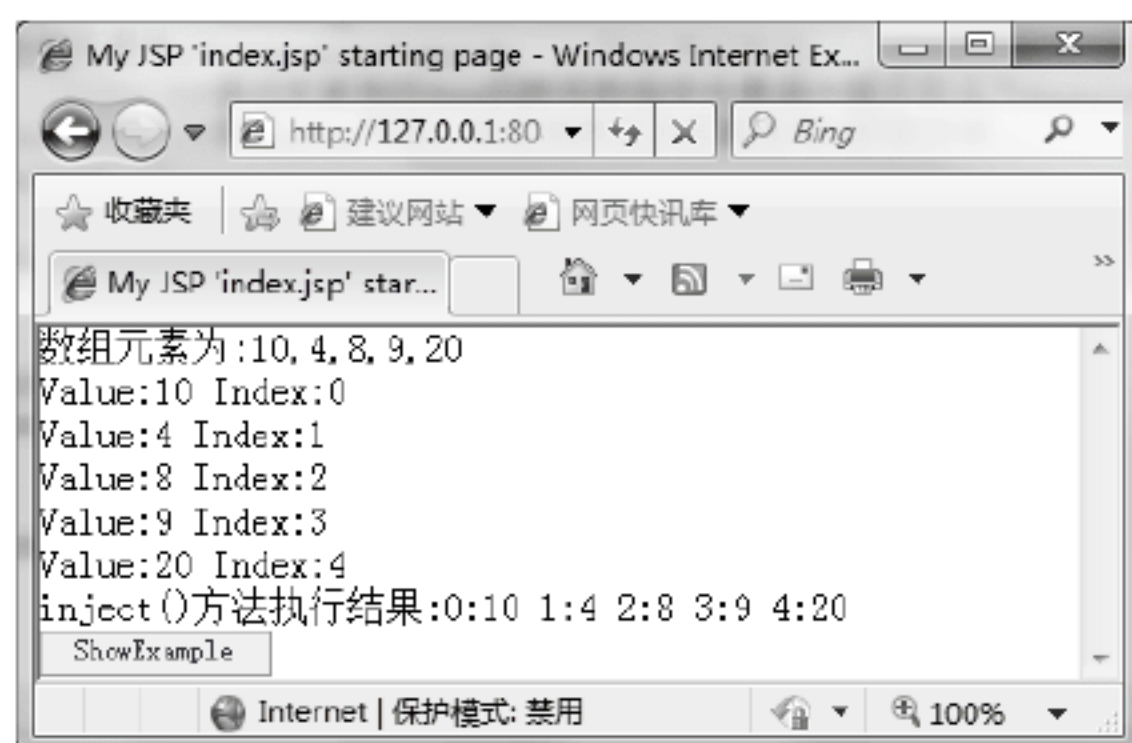 My JSP 'index.jsp' starting page - Windows Internet Ex...
http://127.0.0.1:80
Bing
收藏夹
建议网站
网页快讯库
My JSP 'index.jsp' star...
数组元素为:10,4,8,9,20
Value:10 Index:0
Value:4 Index:1
Value:8 Index:2
Value:9 Index:3
Value:20 Index:4
inject()方法执行结果:0:10 1:4 2:8 3:9 4:20
ShowExample
Internet | 保护模式: 禁用
100%